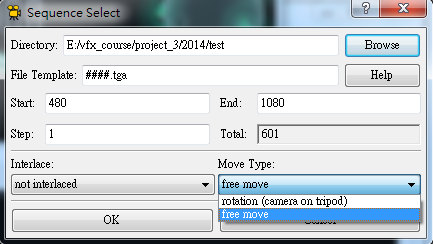 Sequence Select
Directory: E:/vfx_course/project_3/2014/test Browse
File Template: ####.tga Help
Start: 480 End: 1080
Step: 1 Total: 601
Interlace: Move Type:
not interlaced free move
rotation (camera on tripod)
free move
OK